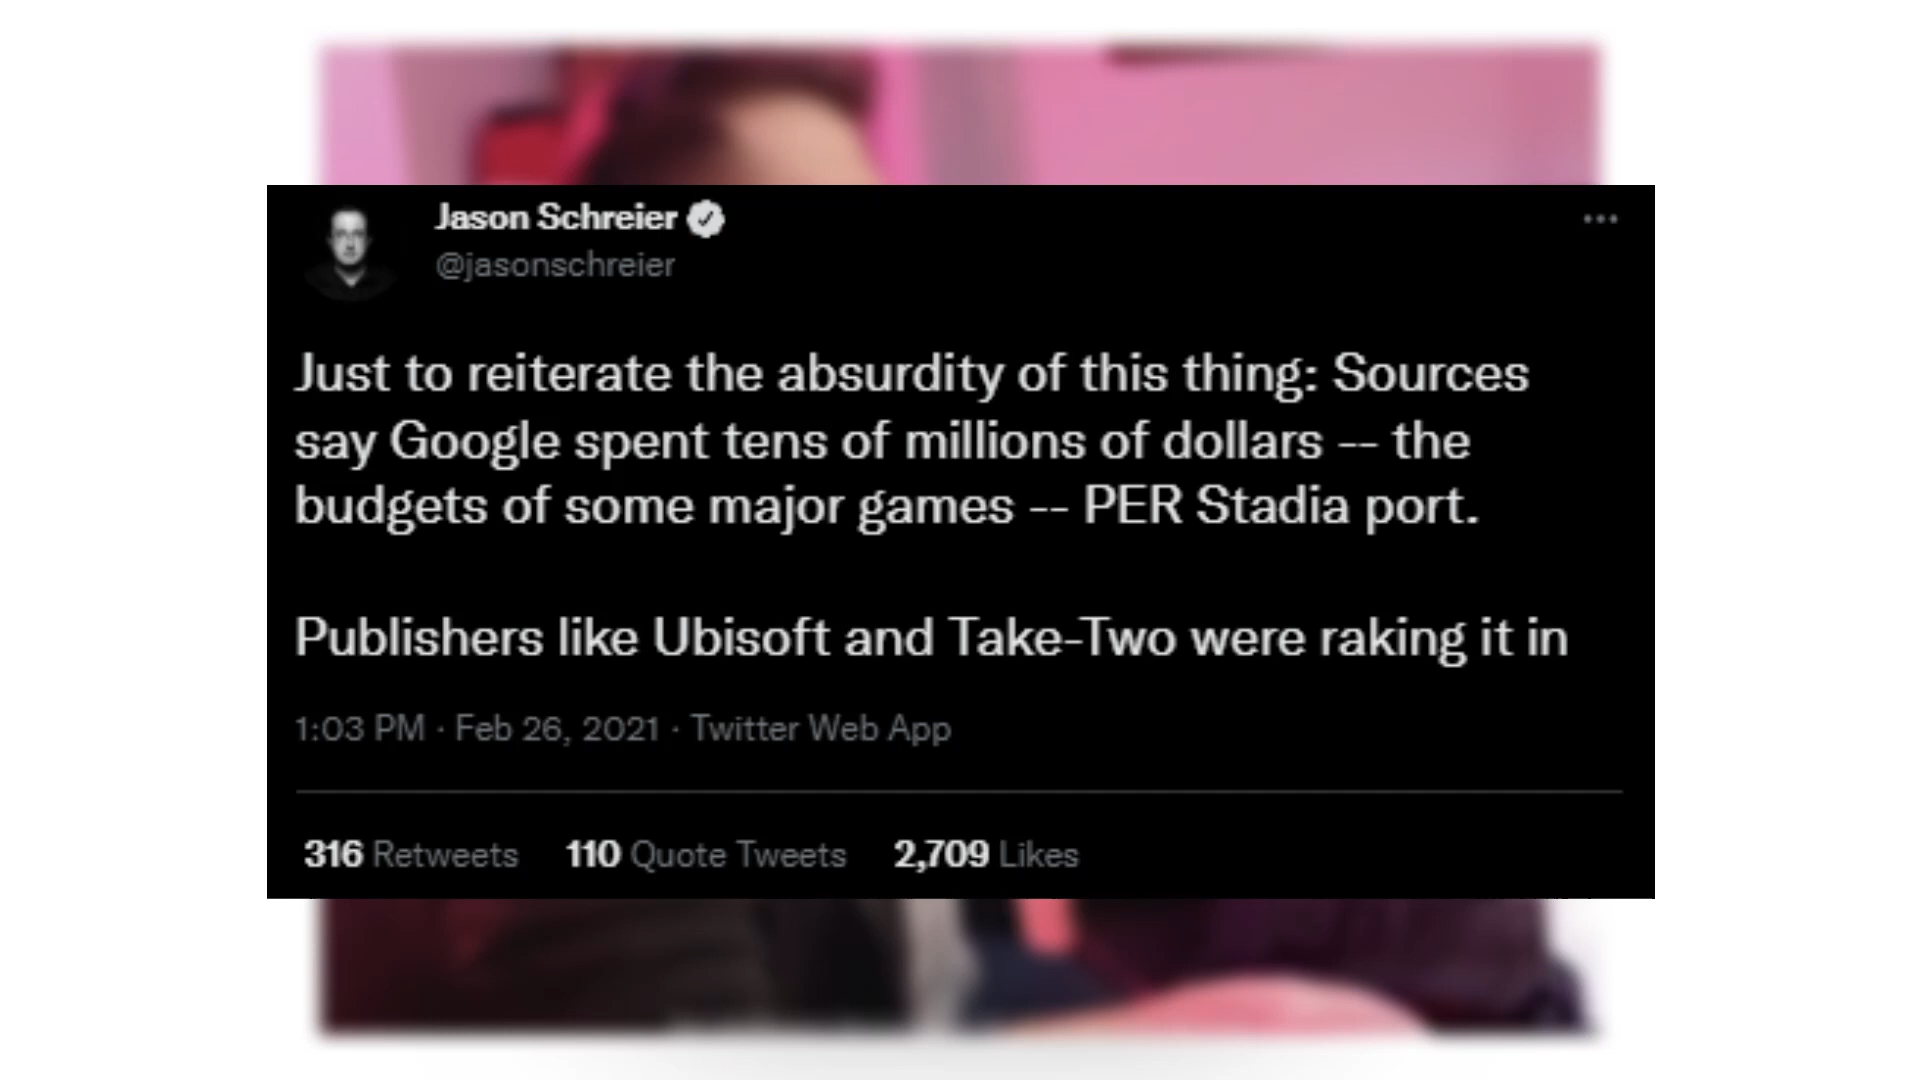 Jason Schreier
@jasonschreier
Just to reiterate the absurdity of this thing: Sources
say Google spent tens of millions of dollars -- the
budgets of some major games -- PER Stadia port.
Publishers like Ubisoft and Take-Two were raking it in
1:03 PM · Feb 26, 2021 · Twitter Web App
316 Retweets 110 Quote Tweets 2,709 Likes